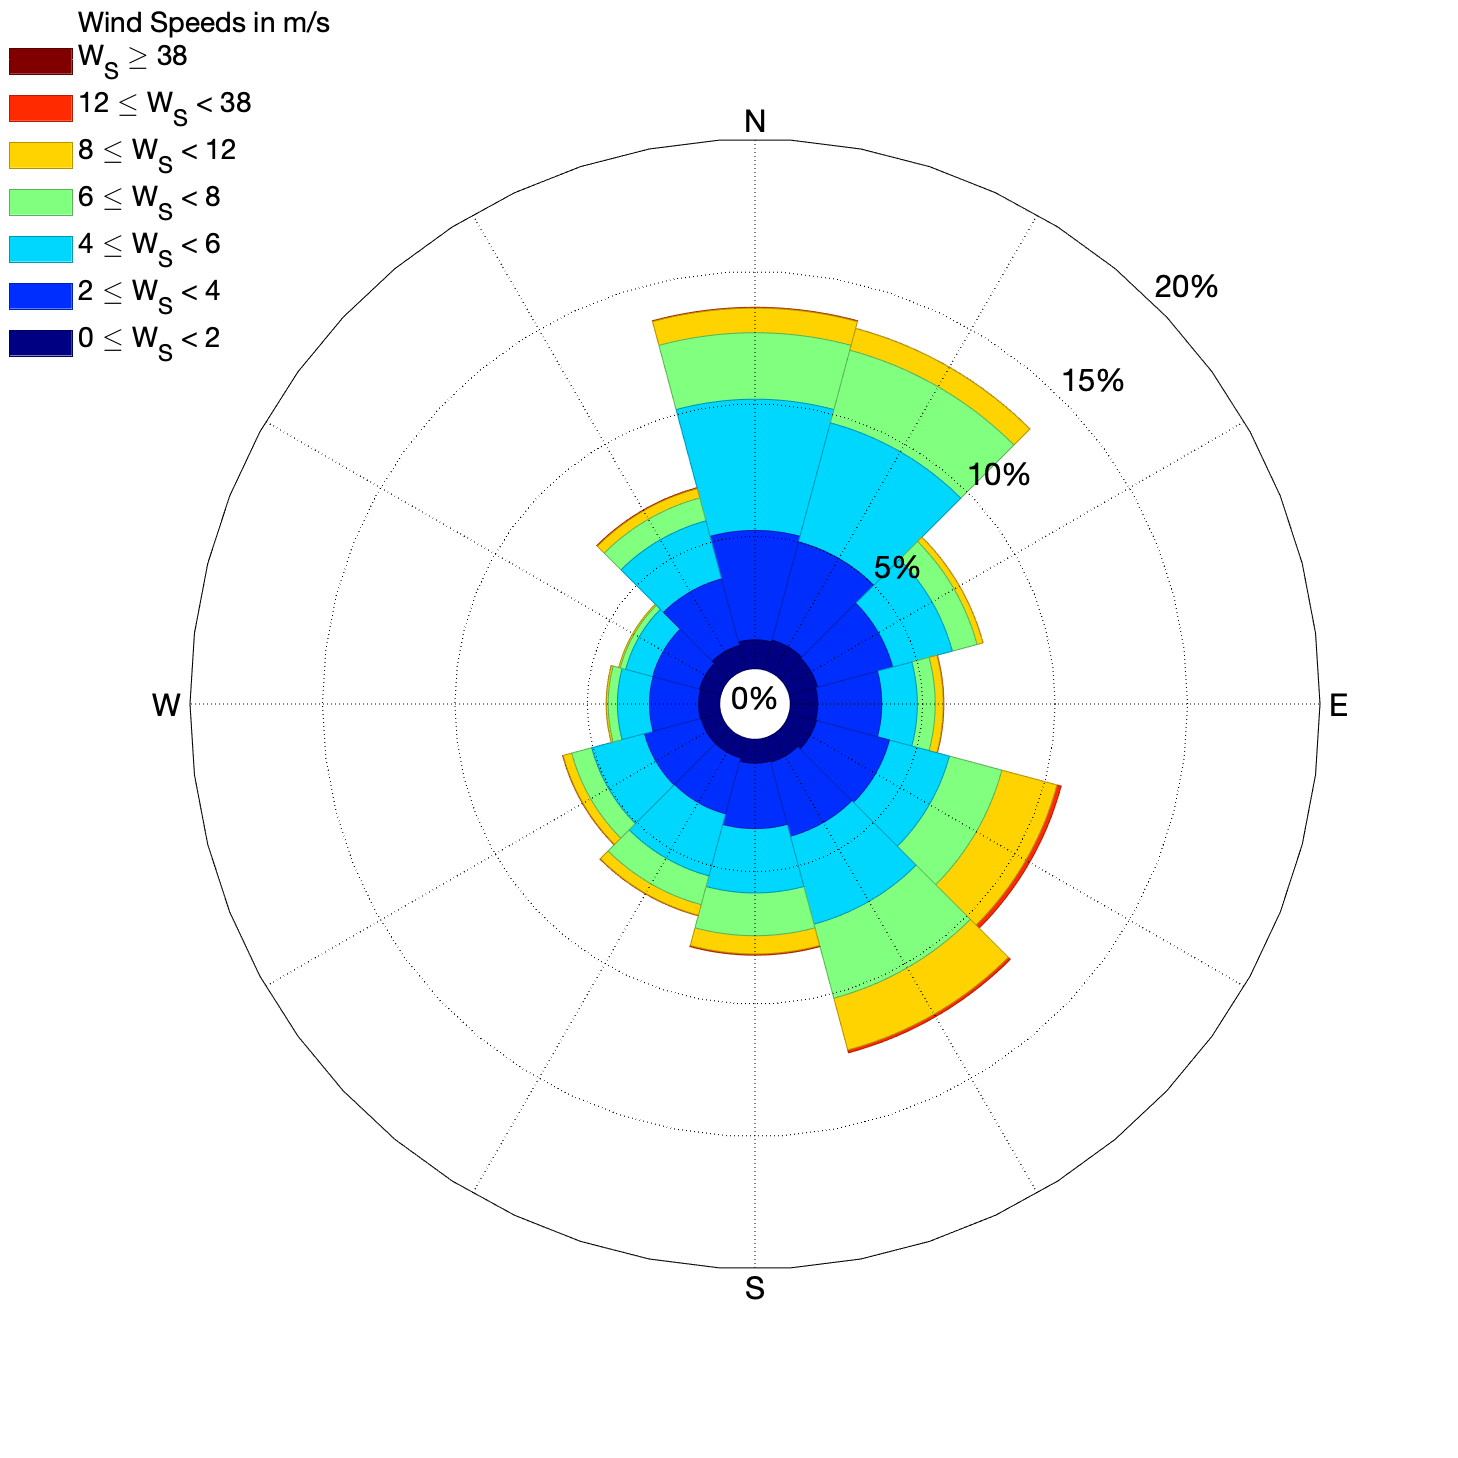 Wind Speeds in m/s
W_S ≥ 38
12 ≤ W_S < 38
8 ≤ W_S < 12
6 ≤ W_S < 8
4 ≤ W_S < 6
2 ≤ W_S < 4
0 ≤ W_S < 2
N
20%
15%
10%
5%
0%
W
E
S